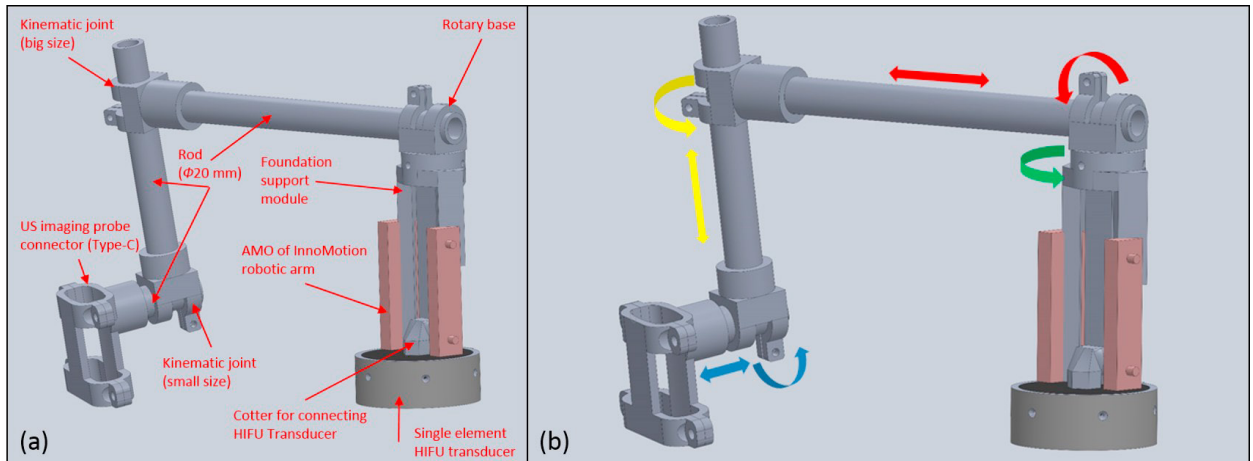 Kinematic joint
(big size)
Rotary base
Rod
(Φ20 mm)
Foundation
support
module
US imaging probe
connector (Type-C)
AMO of InnoMotion
robotic arm
Kinematic joint
(small size)
Cotter for connecting
HIFU Transducer
Single element
HIFU transducer
(a)
(b)